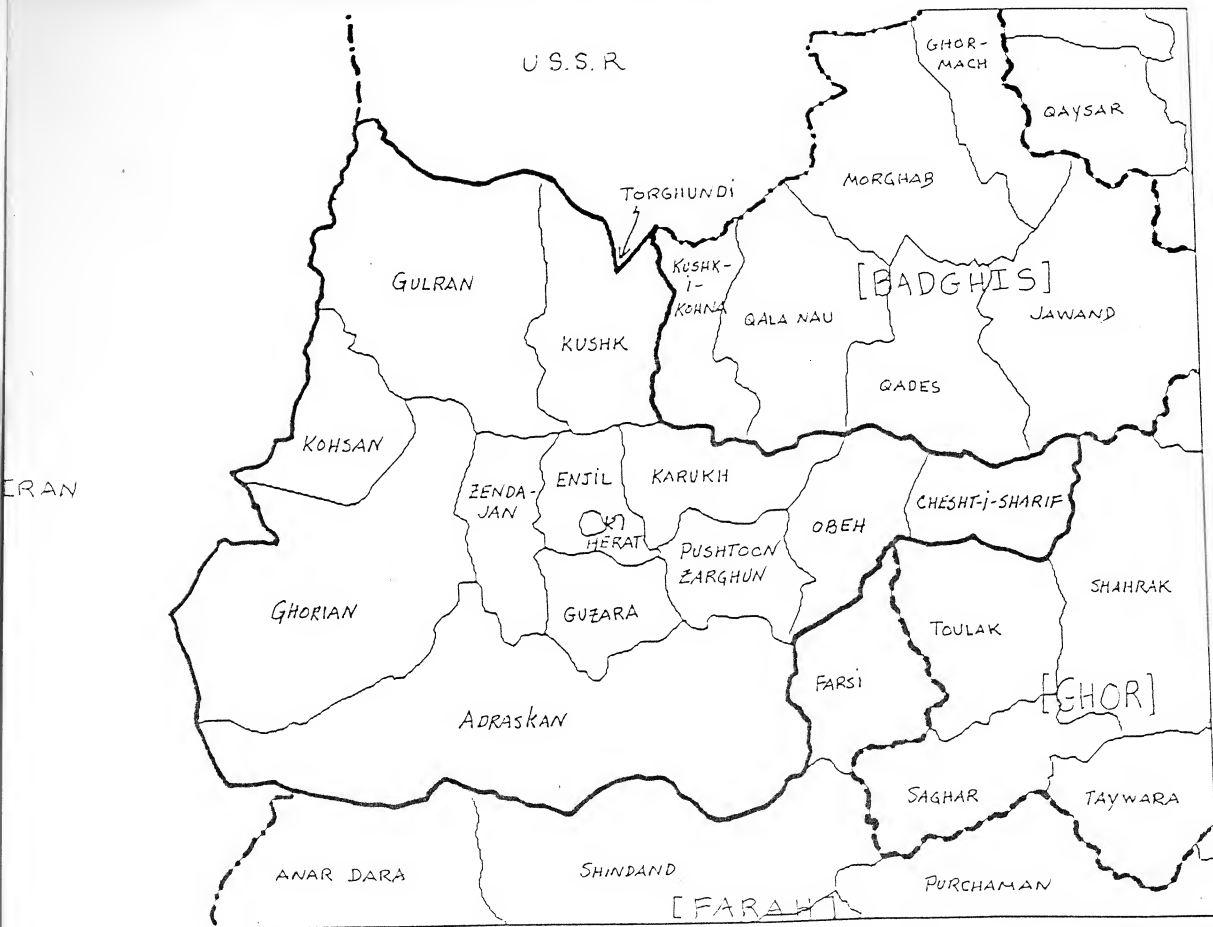 U.S.S.R
GHOR-
MACH
QAYSAR
MORGHAB
TORGHUNDI
GULRAN
KUSHK-
i-
KOHNA
[BADGHIS]
QALA NAU
JAWAND
KUSHK
QADES
KOHSAN
IRAN
ZENDA-
JAN
ENJIL
KARUKH
CHESHT-i-SHARIF
OBEH
HERAT
PUSHTOON
ZARGHUN
GHORIAN
GUZARA
TOULAK
SHAHRAK
FARSI
[GHOR]
ADRASKAN
SAGHAR
TAYWARA
ANAR DARA
SHINDAND
PURCHAMAN
[FARAH]